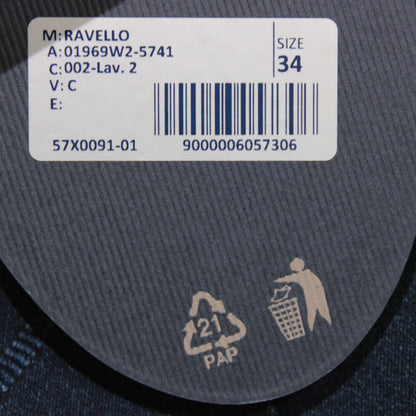 M: RAVELLO
A: 01969W2-5741
C: 002-Lav. 2
V: C
E:
SIZE
34
57X0091-01
9000006057306
21
PAP